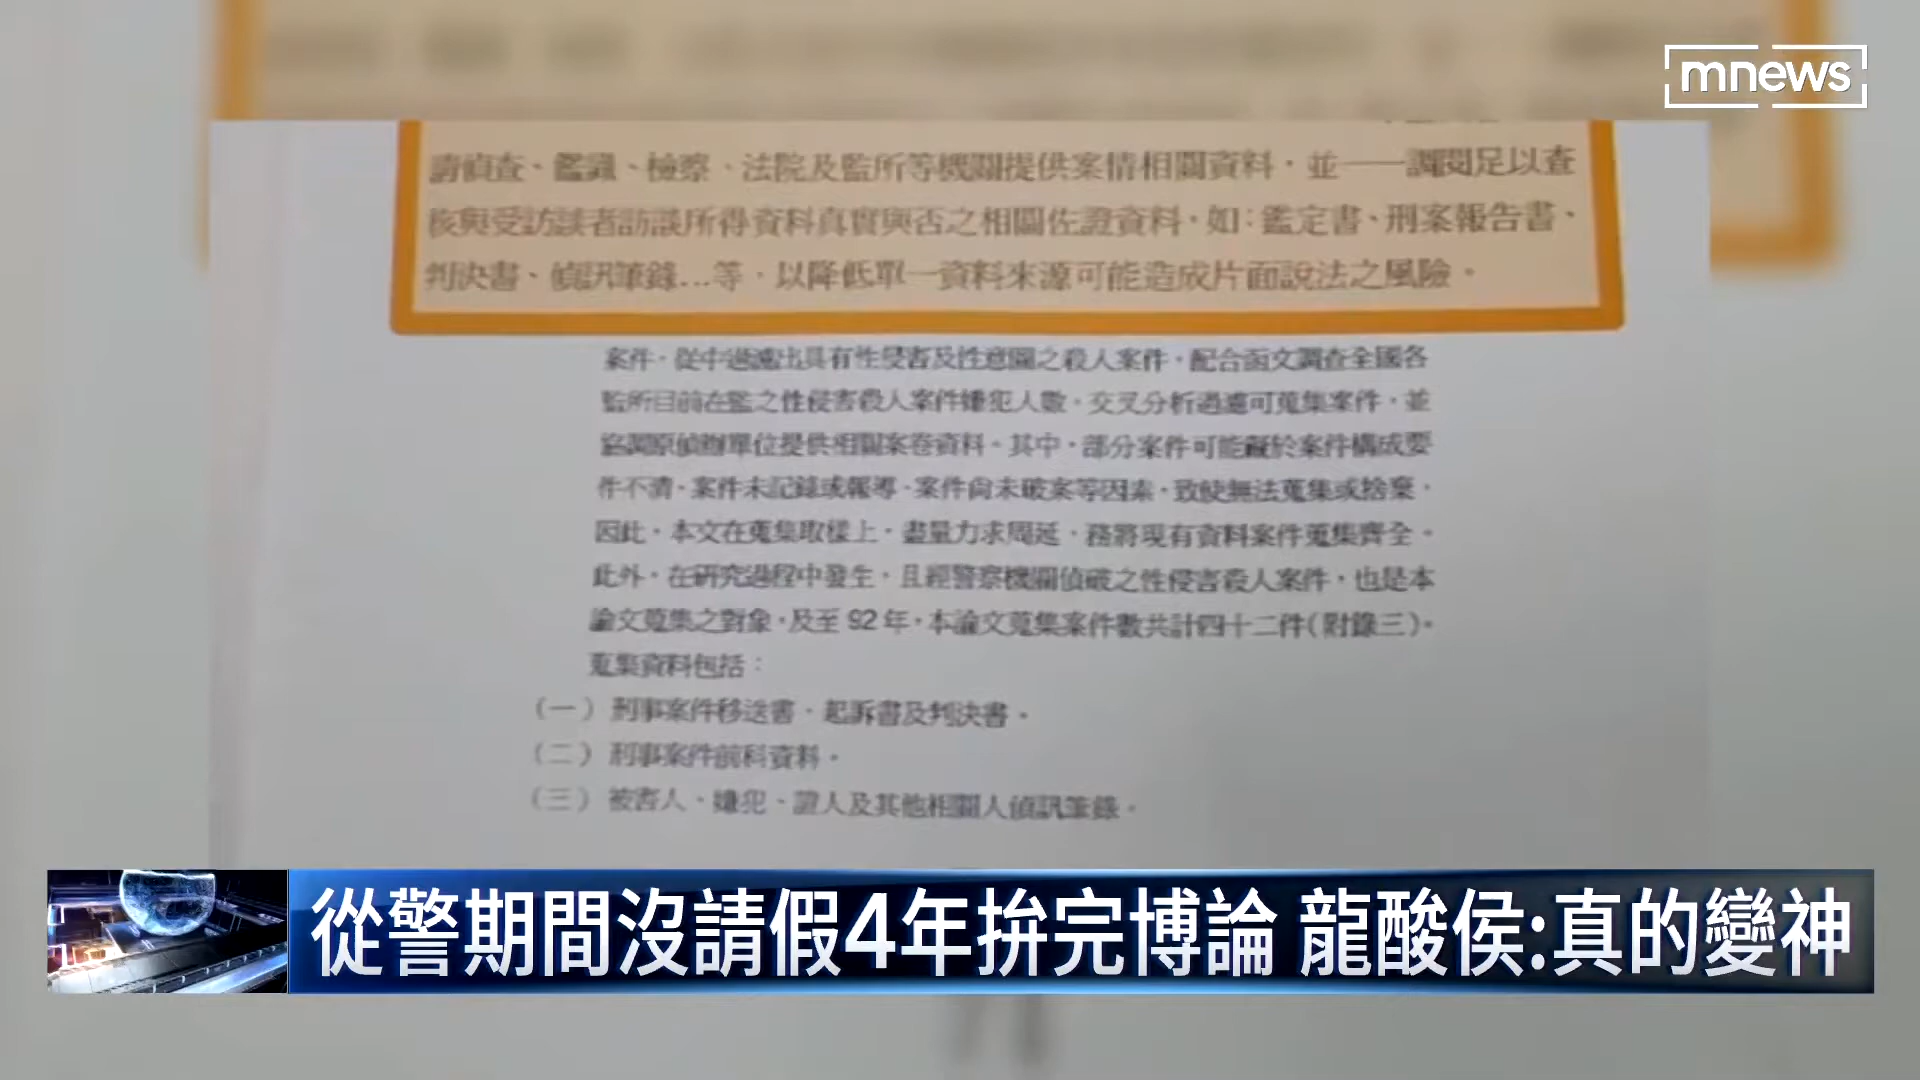 mnews
請偵查、鑑識、檢察、法院及監所等機關提供案情相關資料，並一一調閱足以查
核與受訪談者訪談所得資料真實與否之相關佐證資料，如：鑑定書、刑案報告書、
判決書、偵訊筆錄...等，以降低單一資料來源可能造成片面說法之風險。
案件，從中過濾出具有性侵害及性意圖之殺人案件，配合函文調查全國各
監所目前在監之性侵害殺人案件嫌犯人數，交叉分析過濾可蒐集案件，並
協調原偵辦單位提供相關案卷資料。其中，部分案件可能礙於案件構成要
件不清，案件未記錄或報導，案件尚未破案等因素，致使無法蒐集或捨棄，
因此，本文在蒐集取樣上，盡量力求周延，務將現有資料案件蒐集齊全。
此外，在研究過程中發生，且經警察機關偵破之性侵害殺人案件，也是本
論文蒐集之對象，及至 92 年，本論文蒐集案件數共計四十二件(附錄三)。
蒐集資料包括：
（一）刑事案件移送書、起訴書及判決書。
（二）刑事案件前科資料。
（三）被害人、嫌犯、證人及其他相關人偵訊筆錄。
從警期間沒請假4年拚完博論 龍酸侯:真的變神